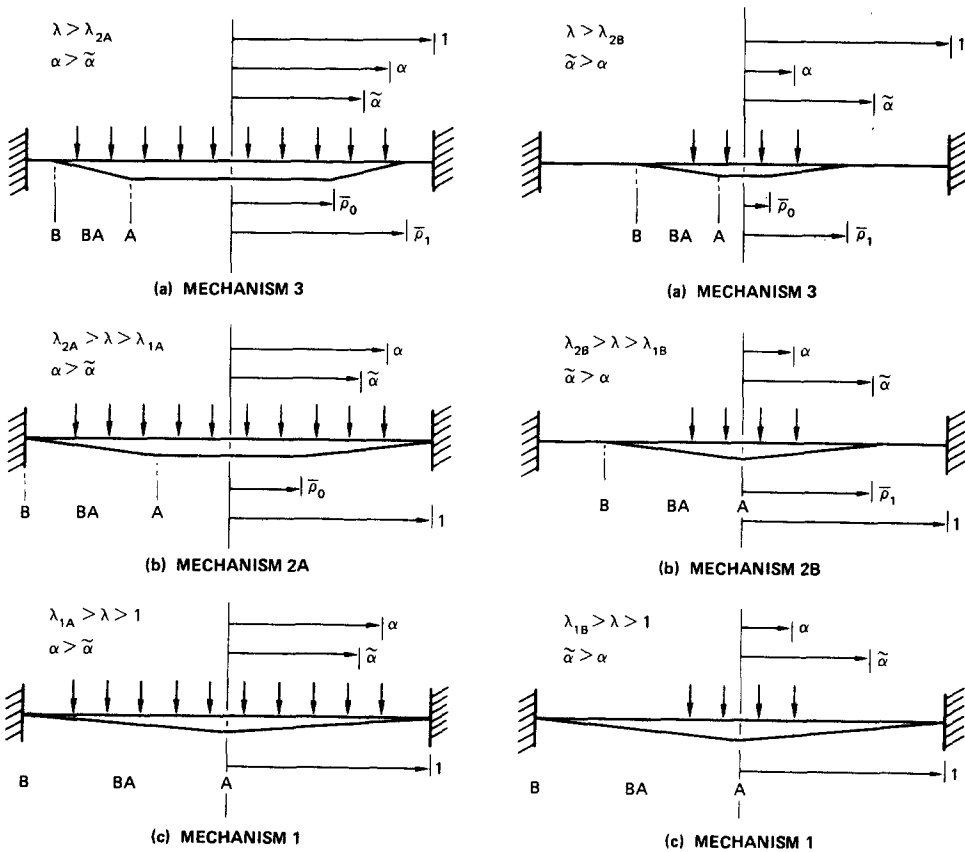 λ > λ₂A
α > α̃
1
α
α̃
ρ̄₀
ρ̄₁
B BA A
(a) MECHANISM 3
λ > λ₂B
α̃ > α
1
α
α̃
ρ̄₀
ρ̄₁
B BA A
(a) MECHANISM 3
λ₂A > λ > λ₁A
α > α̃
α
α̃
ρ̄₀
B BA A
1
(b) MECHANISM 2A
λ₂B > λ > λ₁B
α̃ > α
α
α̃
ρ̄₁
B BA A
1
(b) MECHANISM 2B
λ₁A > λ > 1
α > α̃
α
α̃
1
B BA A
(c) MECHANISM 1
λ₁B > λ > 1
α̃ > α
α
α̃
1
B BA A
(c) MECHANISM 1